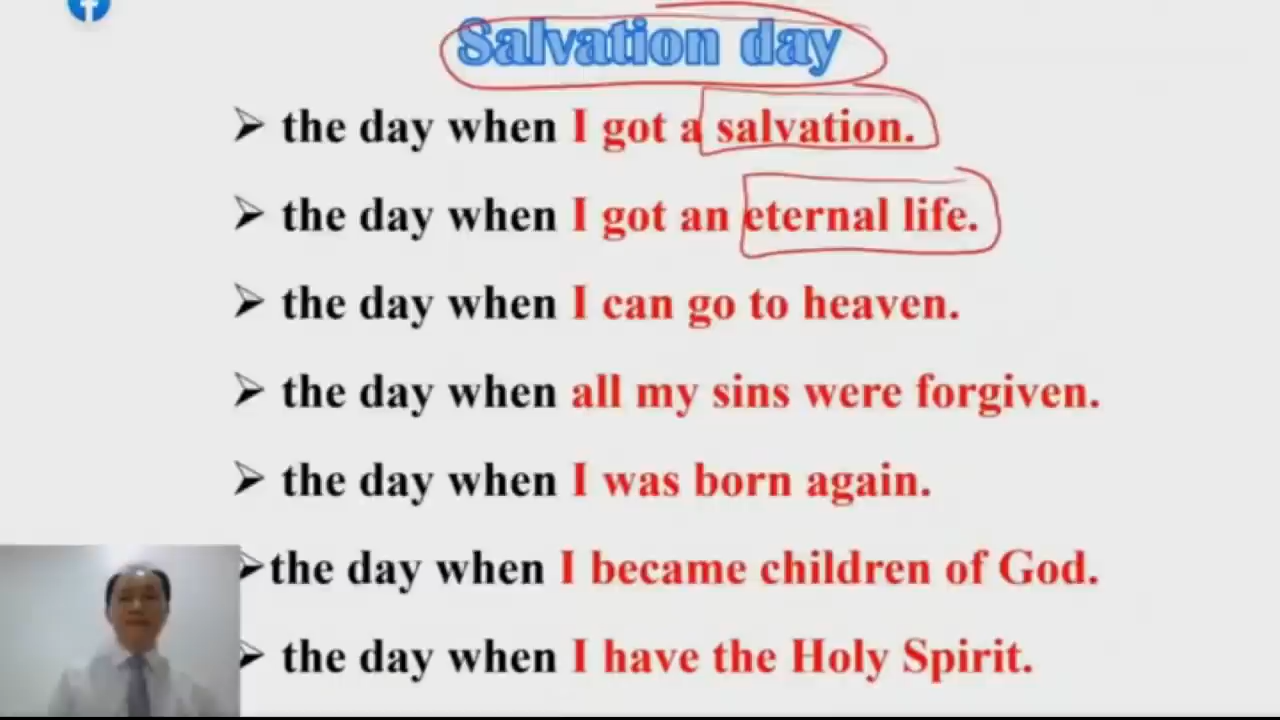 Salvation day
➢ the day when I got a salvation.
➢ the day when I got an eternal life.
➢ the day when I can go to heaven.
➢ the day when all my sins were forgiven.
➢ the day when I was born again.
➢the day when I became children of God.
➢ the day when I have the Holy Spirit.